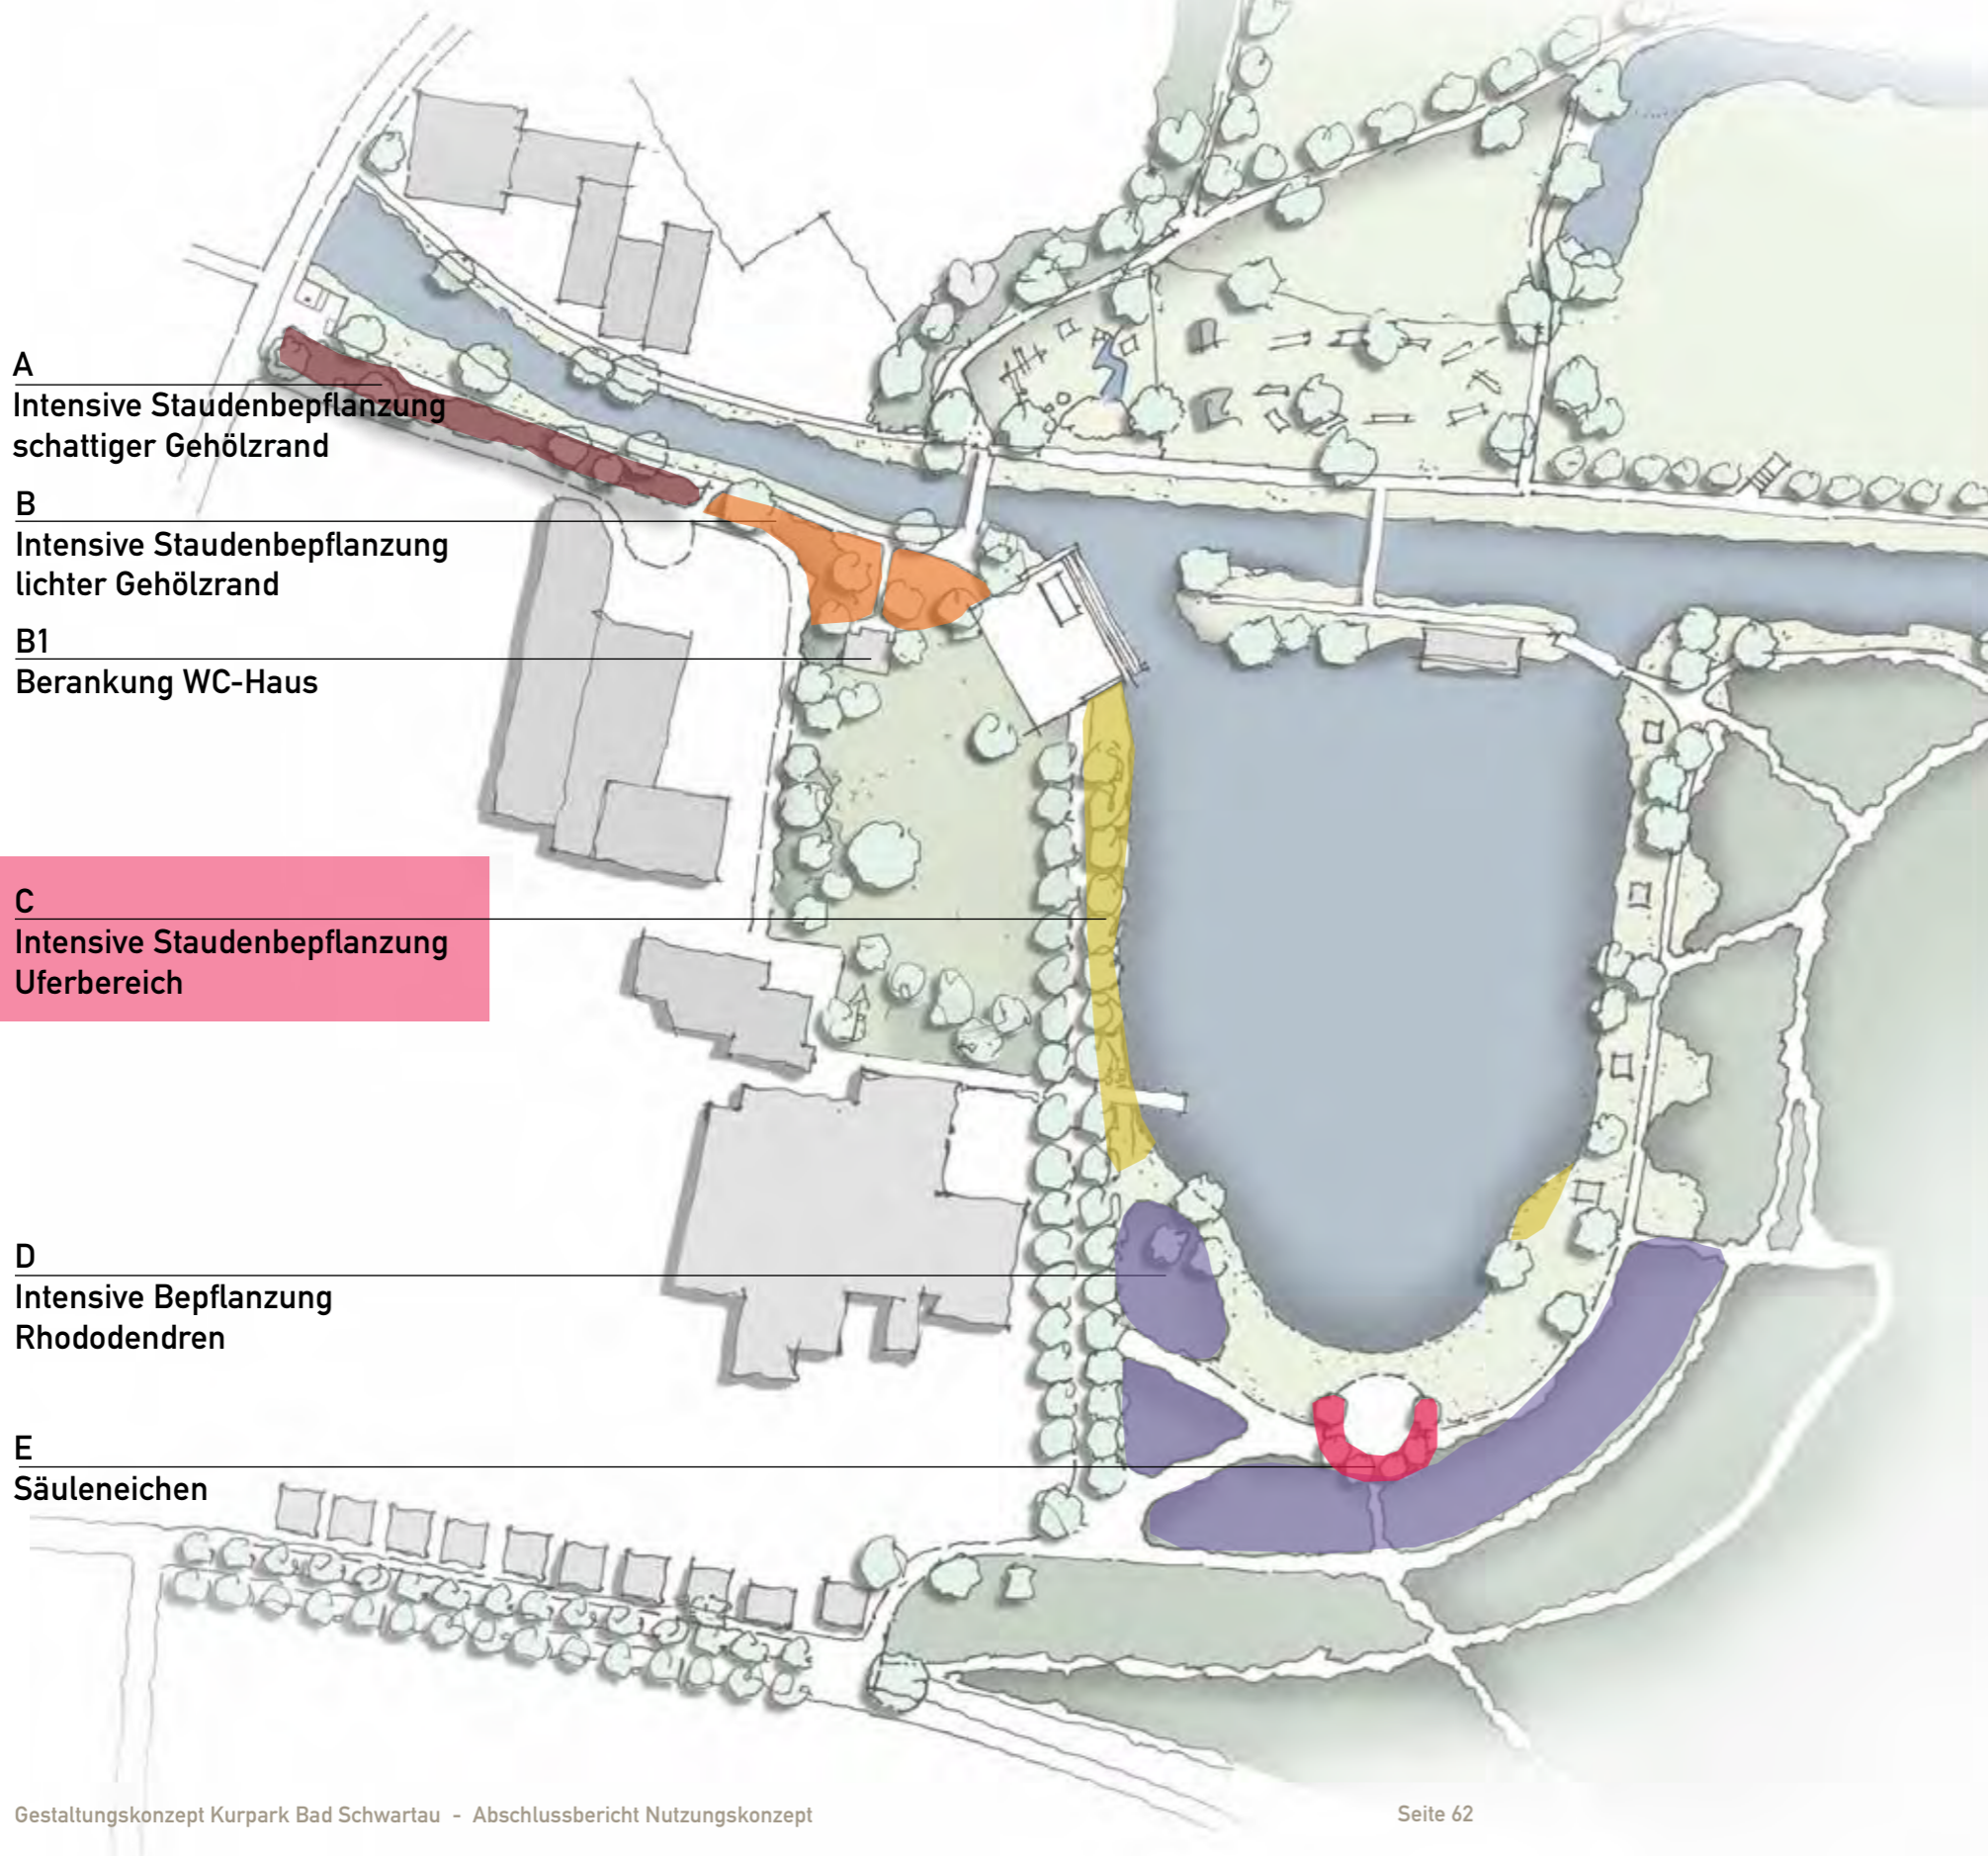 A
Intensive Staudenbepflanzung
schattiger Gehölzrand
B
Intensive Staudenbepflanzung
lichter Gehölzrand
B1
Berankung WC-Haus
C
Intensive Staudenbepflanzung
Uferbereich
D
Intensive Bepflanzung
Rhododendren
E
Säuleneichen
Gestaltungskonzept Kurpark Bad Schwartau - Abschlussbericht Nutzungskonzept
Seite 62